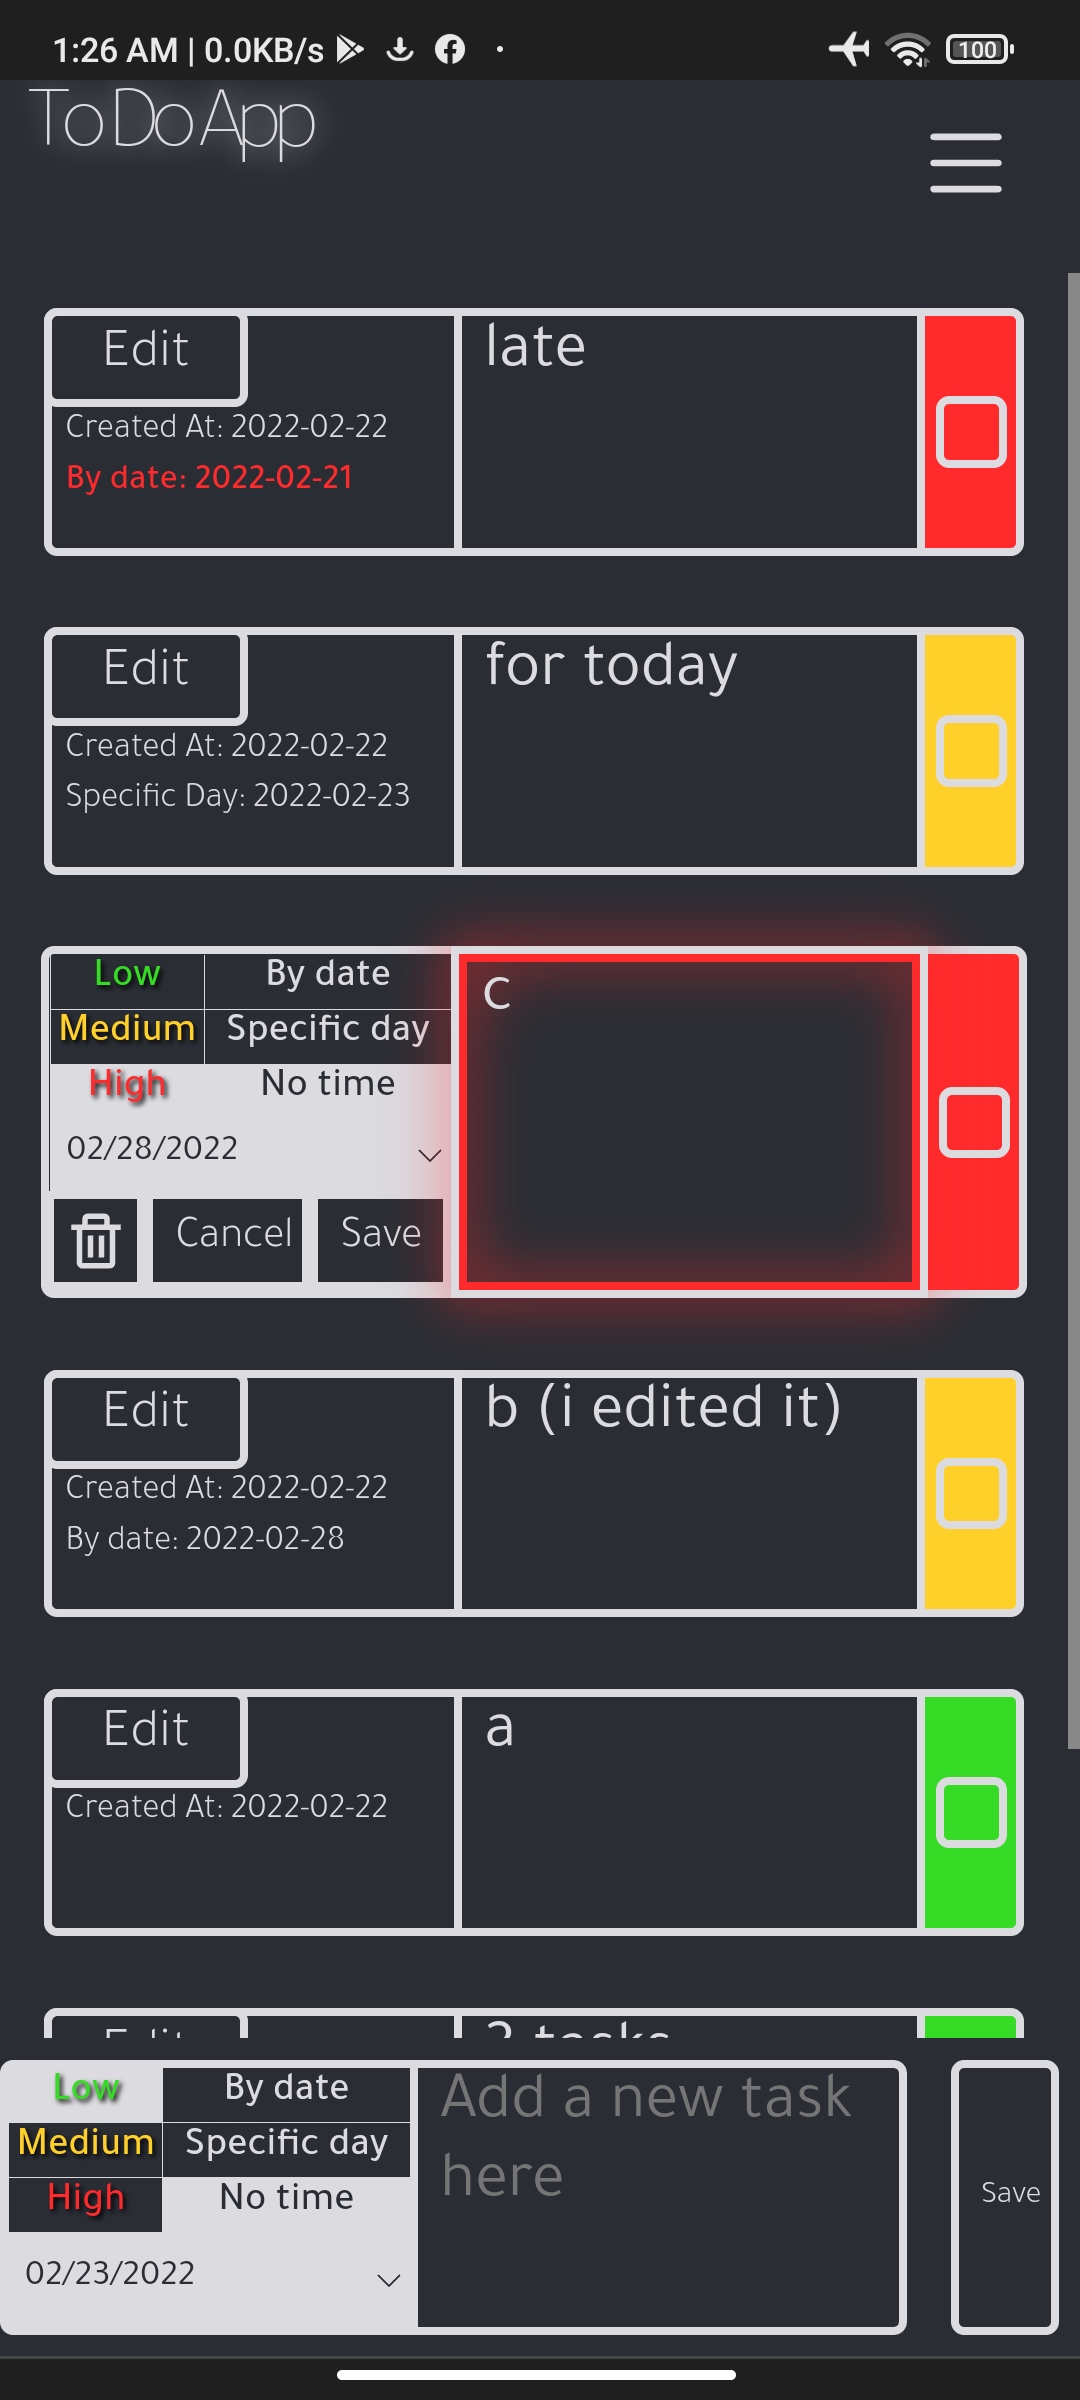 1:26 AM | 0.0KB/s
100
ToDoApp
Edit
late
Created At: 2022-02-22
By date: 2022-02-21
Edit
for today
Created At: 2022-02-22
Specific Day: 2022-02-23
Low By date
c
Medium Specific day
High No time
02/28/2022
Cancel Save
Edit
b (i edited it)
Created At: 2022-02-22
By date: 2022-02-28
Edit
a
Created At: 2022-02-22
Edit
tasks
Low By date
Medium Specific day
High No time
02/23/2022
Add a new task
here
Save